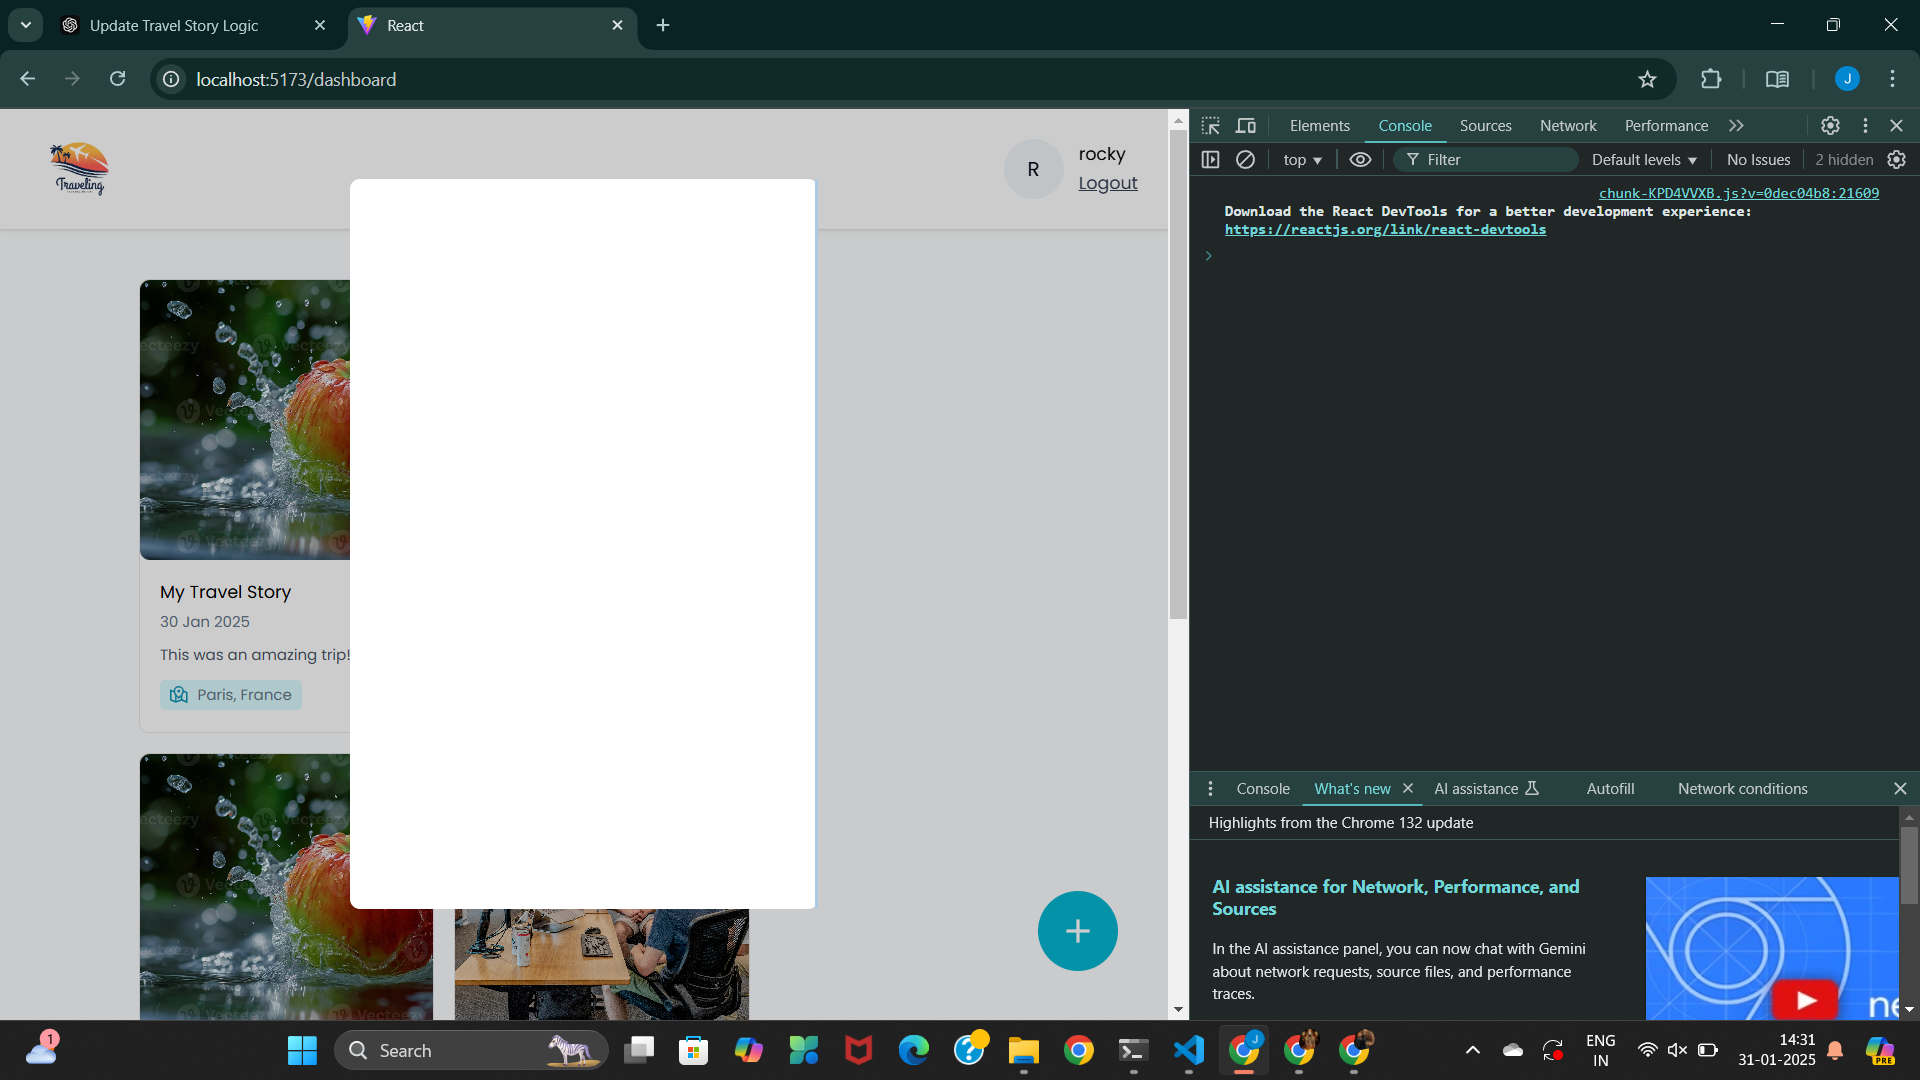 Update Travel Story Logic
React
localhost:5173/dashboard
Traveling
R
rocky
Logout
My Travel Story
30 Jan 2025
This was an amazing trip!
Paris, France
Elements
Console
Sources
Network
Performance
top
Filter
Default levels
No Issues
2 hidden
chunk-KPD4VVXB.js?v=0dec04b8:21609
Download the React DevTools for a better development experience:
https://reactjs.org/link/react-devtools
Console
What's new
AI assistance
Autofill
Network conditions
Highlights from the Chrome 132 update
AI assistance for Network, Performance, and
Sources
In the AI assistance panel, you can now chat with Gemini
about network requests, source files, and performance
traces.
ne
1
Search
J
ENG
IN
14:31
31-01-2025
PRE